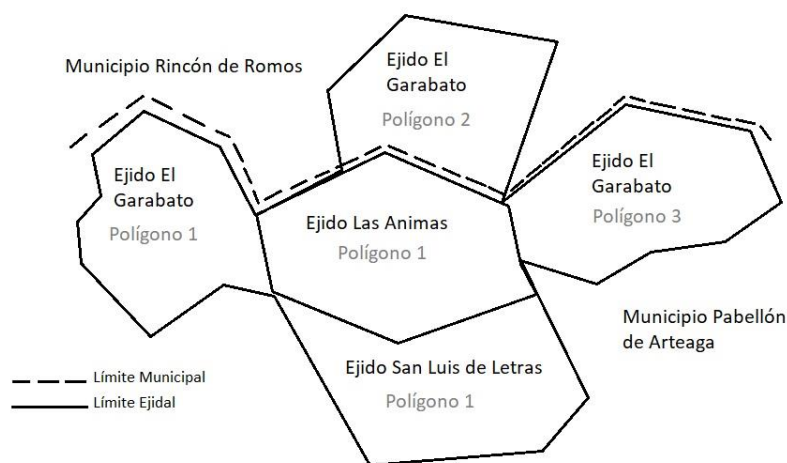 Municipio Rincón de Romos
Ejido El
Garabato
Polígono 2
Ejido El
Garabato
Polígono 1
Ejido El
Garabato
Polígono 3
Ejido Las Animas
Polígono 1
Municipio Pabellón
de Arteaga
Ejido San Luis de Letras
Polígono 1
Límite Municipal
Límite Ejidal